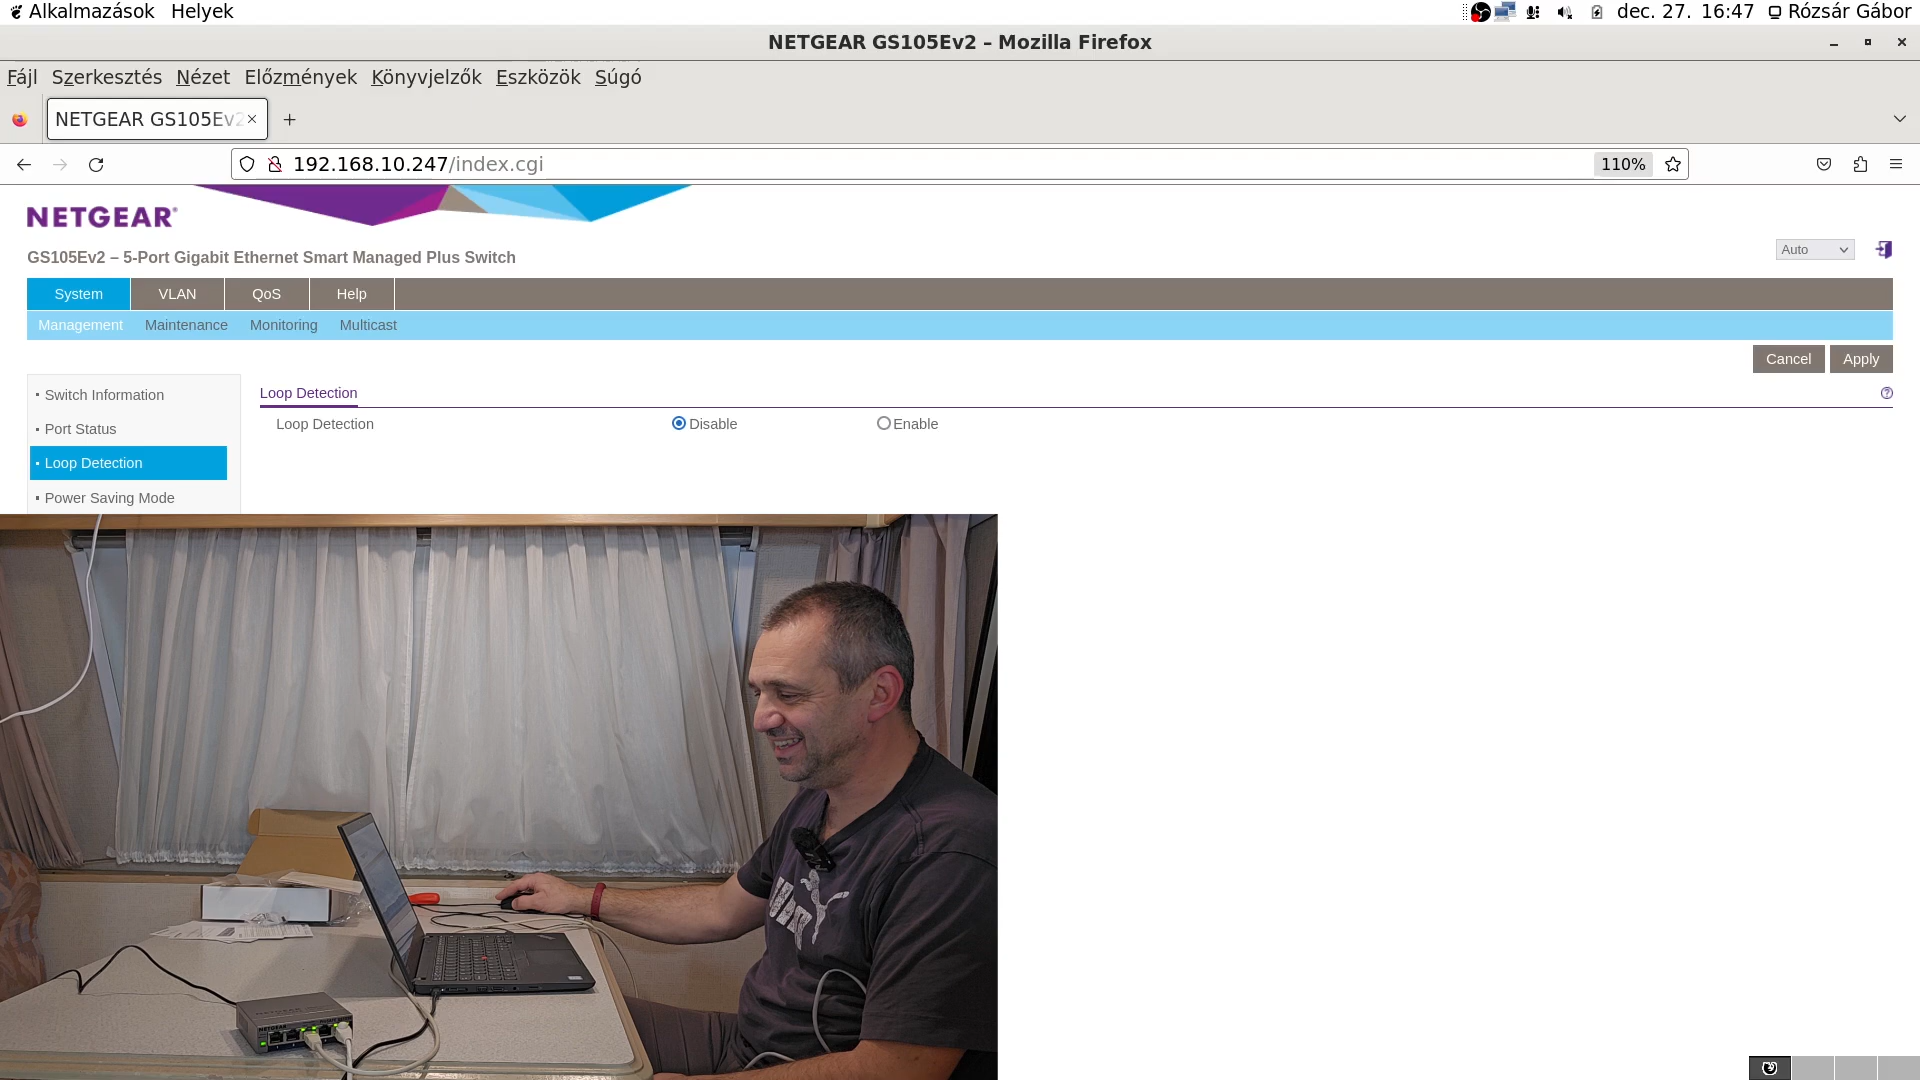 Alkalmazások Helyek dec. 27. 16:47 Rózsár Gábor
NETGEAR GS105Ev2 – Mozilla Firefox
Fájl Szerkesztés Nézet Előzmények Könyvjelzők Eszközök Súgó
NETGEAR GS105Ev2
192.168.10.247/index.cgi 110%
NETGEAR
GS105Ev2 – 5-Port Gigabit Ethernet Smart Managed Plus Switch Auto
System VLAN QoS Help
Management Maintenance Monitoring Multicast
Cancel Apply
Switch Information
Port Status
Loop Detection
Power Saving Mode
Loop Detection
Loop Detection Disable Enable
NETGEAR